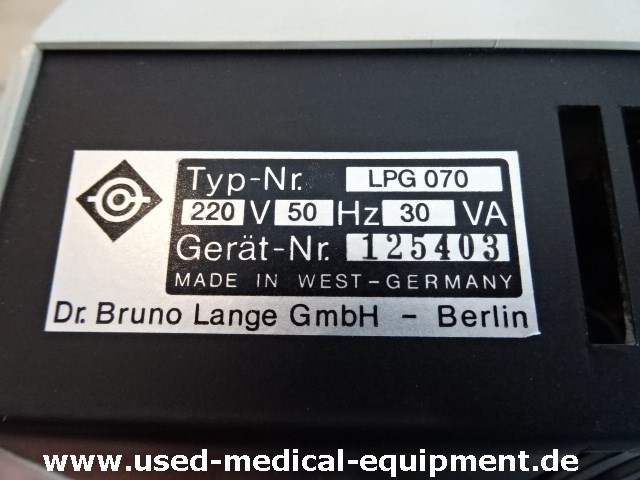 Typ-Nr. LPG 070
220 V 50 Hz 30 VA
Gerät-Nr. 125403
MADE IN WEST-GERMANY
Dr. Bruno Lange GmbH - Berlin
www.used-medical-equipment.de